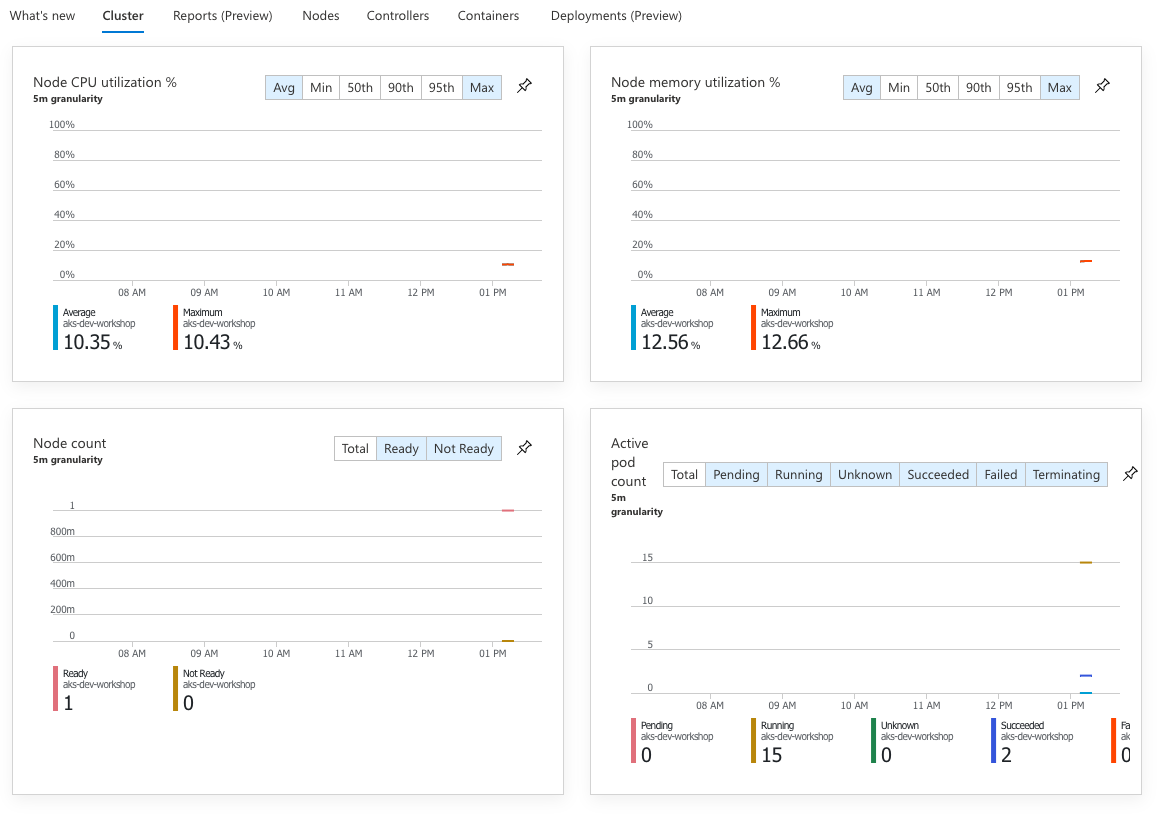 What's new Cluster Reports (Preview) Nodes Controllers Containers Deployments (Preview)
Node CPU utilization %
5m granularity
Avg Min 50th 90th 95th Max
100%
80%
60%
40%
20%
0%
08 AM 09 AM 10 AM 11 AM 12 PM 01 PM
Average Maximum
aks-dev-workshop aks-dev-workshop
10.35 % 10.43 %
Node memory utilization %
5m granularity
Avg Min 50th 90th 95th Max
100%
80%
60%
40%
20%
0%
08 AM 09 AM 10 AM 11 AM 12 PM 01 PM
Average Maximum
aks-dev-workshop aks-dev-workshop
12.56 % 12.66 %
Node count
5m granularity
Total Ready Not Ready
1
800m
600m
400m
200m
0
08 AM 09 AM 10 AM 11 AM 12 PM 01 PM
Ready Not Ready
aks-dev-workshop aks-dev-workshop
1 0
Active
pod
count
5m
granularity
Total Pending Running Unknown Succeeded Failed Terminating
15
10
5
0
08 AM 09 AM 10 AM 11 AM 12 PM 01 PM
Pending Running Unknown Succeeded Fa
aks-dev-workshop aks-dev-workshop aks-dev-workshop aks-dev-workshop ak
0 15 0 2 0